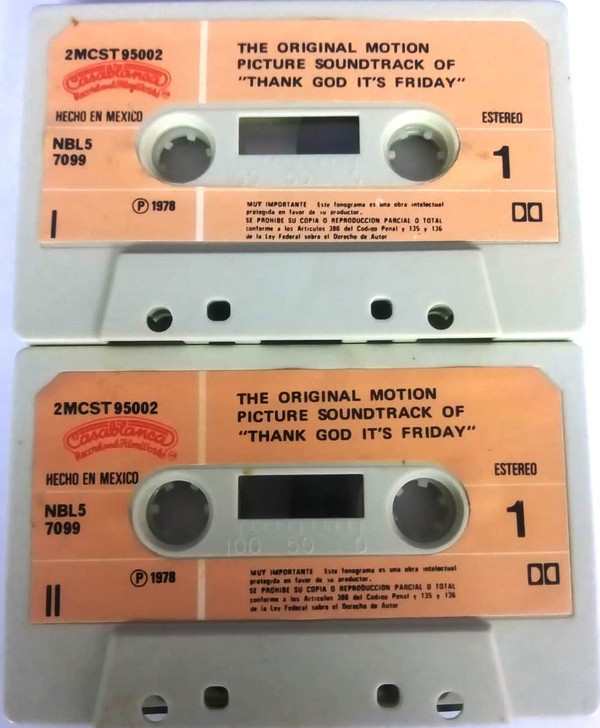 2MCST 95002
Casablanca
Record and FilmWorks
THE ORIGINAL MOTION
PICTURE SOUNDTRACK OF
"THANK GOD IT'S FRIDAY"
HECHO EN MEXICO
ESTEREO
NBL5
7099
1
I
Ⓟ 1978
MUY IMPORTANTE Este fonograma es una obra intelectual
protegida en favor de su productor.
SE PROHIBE SU COPIA O REPRODUCCION PARCIAL O TOTAL
conforme a los Articulos 386 del Codigo Penal y 135 y 136
de la Ley Federal sobre el Derecho de Autor
2MCST 95002
Casablanca
Record and FilmWorks
THE ORIGINAL MOTION
PICTURE SOUNDTRACK OF
"THANK GOD IT'S FRIDAY"
HECHO EN MEXICO
ESTEREO
NBL5
7099
1
100 50 0
II
Ⓟ 1978
MUY IMPORTANTE Este fonograma es una obra intelectual
protegida en favor de su productor.
SE PROHIBE SU COPIA O REPRODUCCION PARCIAL O TOTAL
conforme a los Articulos 386 del Codigo Penal y 135 y 136
de la Ley Federal sobre el Derecho de Autor